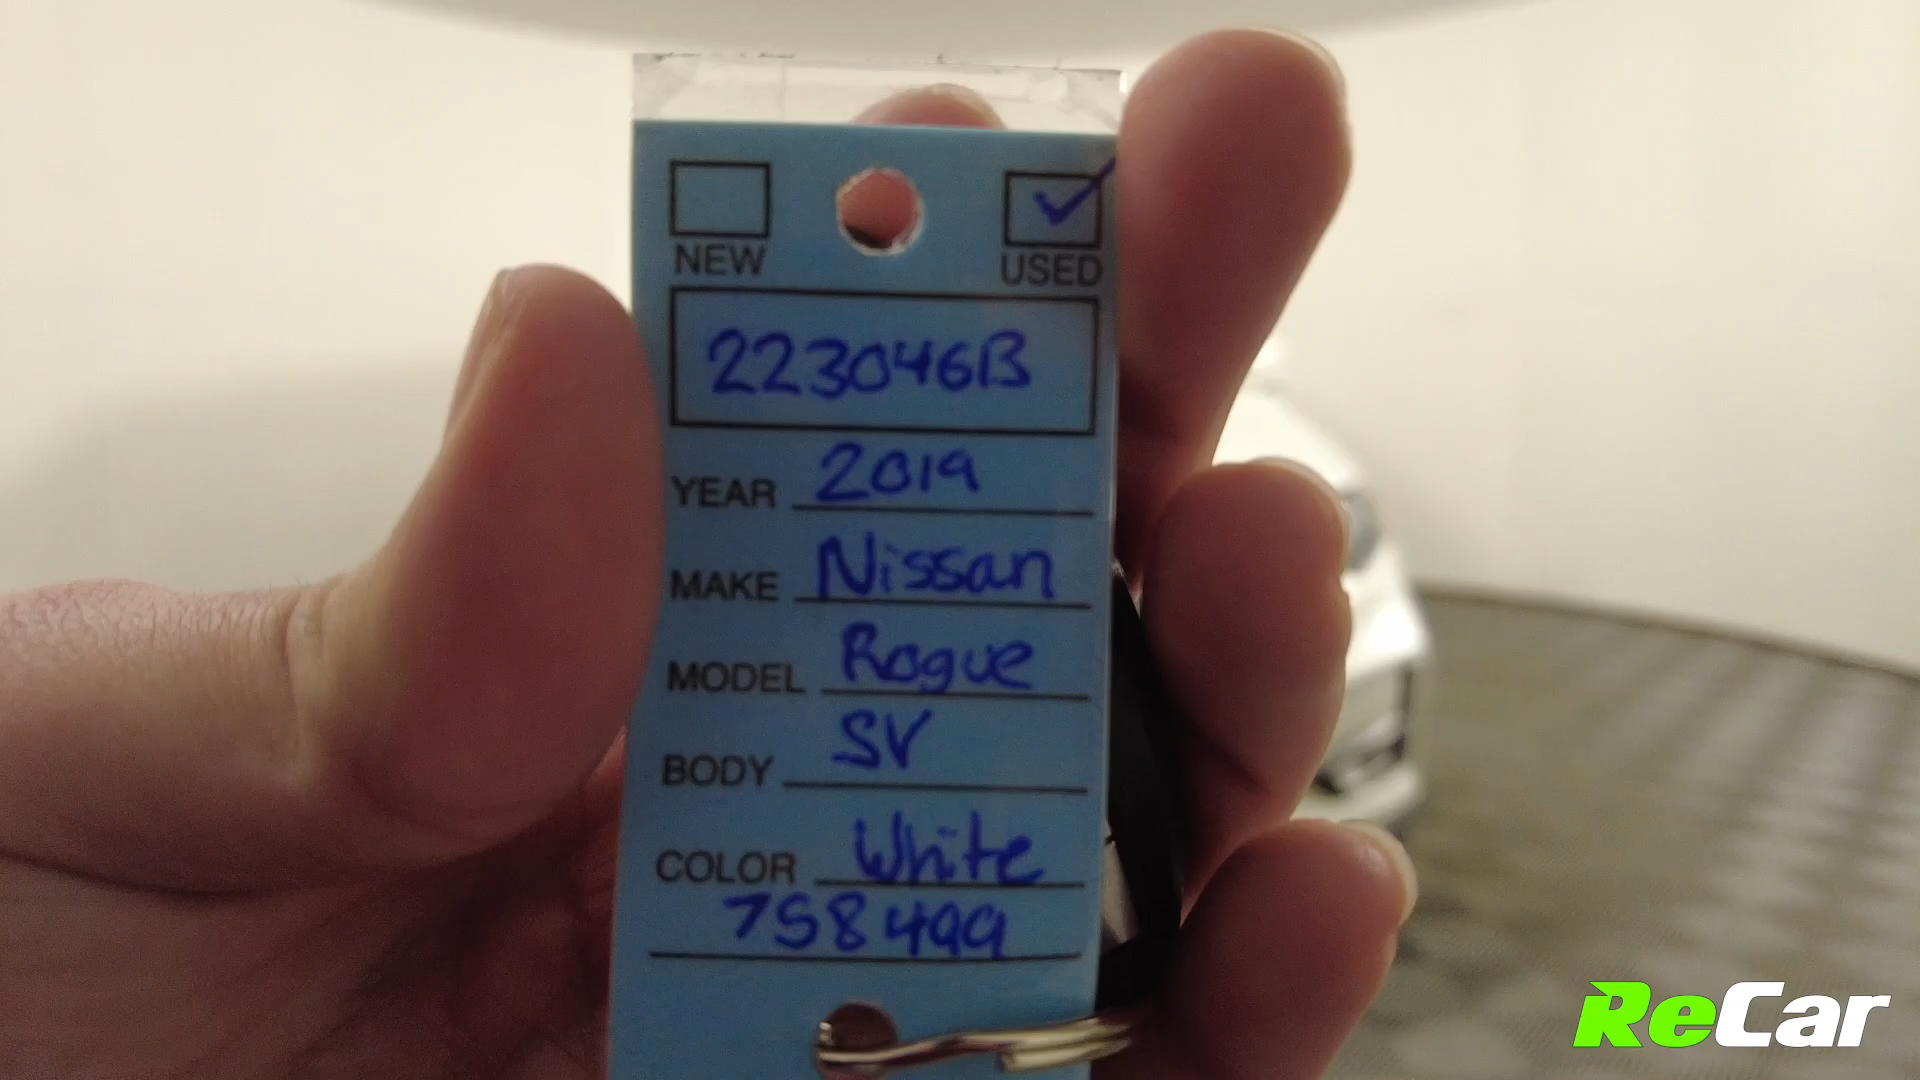 NEW USED
223046B
YEAR 2019
MAKE Nissan
MODEL Rogue
BODY SV
COLOR White
758499
ReCar